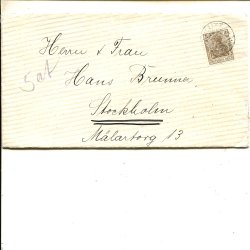 Herrn & Frau
Hans Brunner
Stockholm
Mälartorg 13